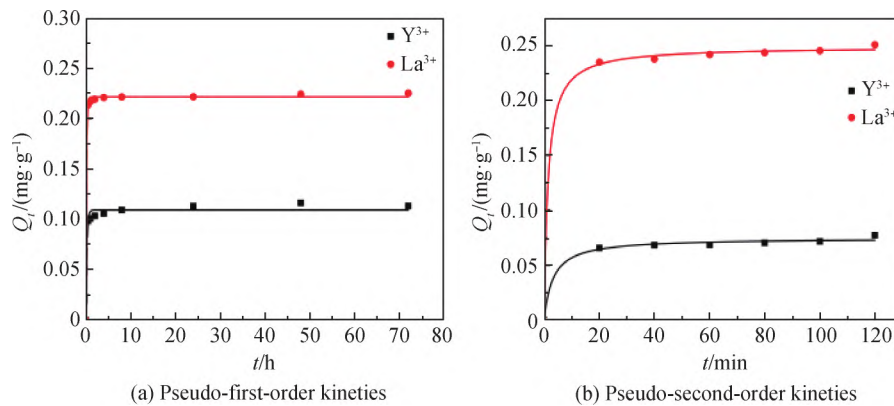 0.30
0.25
0.20
0.15
0.10
0.05
0
Qt/(mg·g⁻¹)
Y³⁺
La³⁺
0 10 20 30 40 50 60 70 80
t/h
(a) Pseudo-first-order kineties
0.25
0.20
0.15
0.10
0.05
0
Qt/(mg·g⁻¹)
Y³⁺
La³⁺
0 20 40 60 80 100 120
t/min
(b) Pseudo-second-order kineties